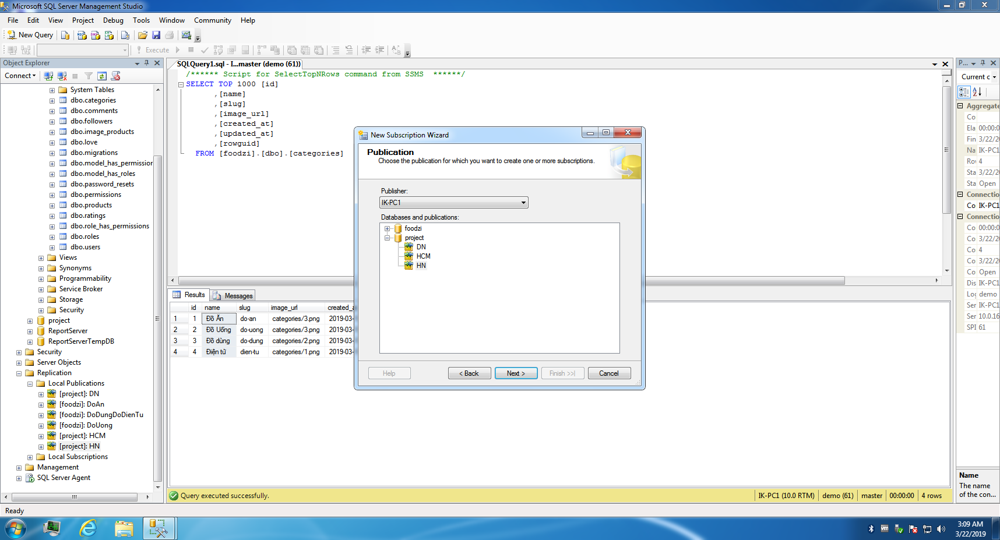 Microsoft SQL Server Management Studio
File Edit View Project Debug Tools Window Community Help
New Query
Execute
Object Explorer
Connect
System Tables
dbo.categories
dbo.comments
dbo.followers
dbo.image_products
dbo.love
dbo.migrations
dbo.model_has_permission
dbo.model_has_roles
dbo.password_resets
dbo.permissions
dbo.products
dbo.ratings
dbo.role_has_permissions
dbo.roles
dbo.users
Views
Synonyms
Programmability
Service Broker
Storage
Security
project
ReportServer
ReportServerTempDB
Security
Server Objects
Replication
Local Publications
[project]: DN
[foodzi]: DoAn
[foodzi]: DoDungDoDienTu
[foodzi]: DoUong
[project]: HCM
[project]: HN
Local Subscriptions
Management
SQL Server Agent
SQLQuery1.sql - I...master (demo (61))
/****** Script for SelectTopNRows command from SSMS ******/
SELECT TOP 1000 [id]
,[name]
,[slug]
,[image_url]
,[created_at]
,[updated_at]
,[rowguid]
FROM [foodzi].[dbo].[categories]
New Subscription Wizard
Publication
Choose the publication for which you want to create one or more subscriptions.
Publisher:
IK-PC1
Databases and publications:
foodzi
project
DN
HCM
HN
Help < Back Next > Finish >>| Cancel
Results Messages
id name slug image_url created_a
1 1 Đồ Ăn do-an categories/3.png 2019-03-
2 2 Đồ Uống do-uong categories/3.png 2019-03-
3 3 Đồ dùng do-dung categories/2.png 2019-03-
4 4 Điện tử dien-tu categories/1.png 2019-03-
Query executed successfully. IK-PC1 (10.0 RTM) demo (61) master 00:00:00 4 rows
P...
Current c
Aggregate
Co
Ela 00:00:0
Fin 3/22/20
Na IK-PC1
Rov 4
Sta 3/22/20
Sta Open
Connectio
Co IK-PC1
Connectio
Co 00:00:0
Co 3/22/20
Co 4
Co 3/22/20
Co Open
Dis IK-PC1
Log demo
Ser IK-PC1
Ser 10.0.16
SPI 61
Name
The name
of the con...
Ready
3:09 AM
3/22/2019